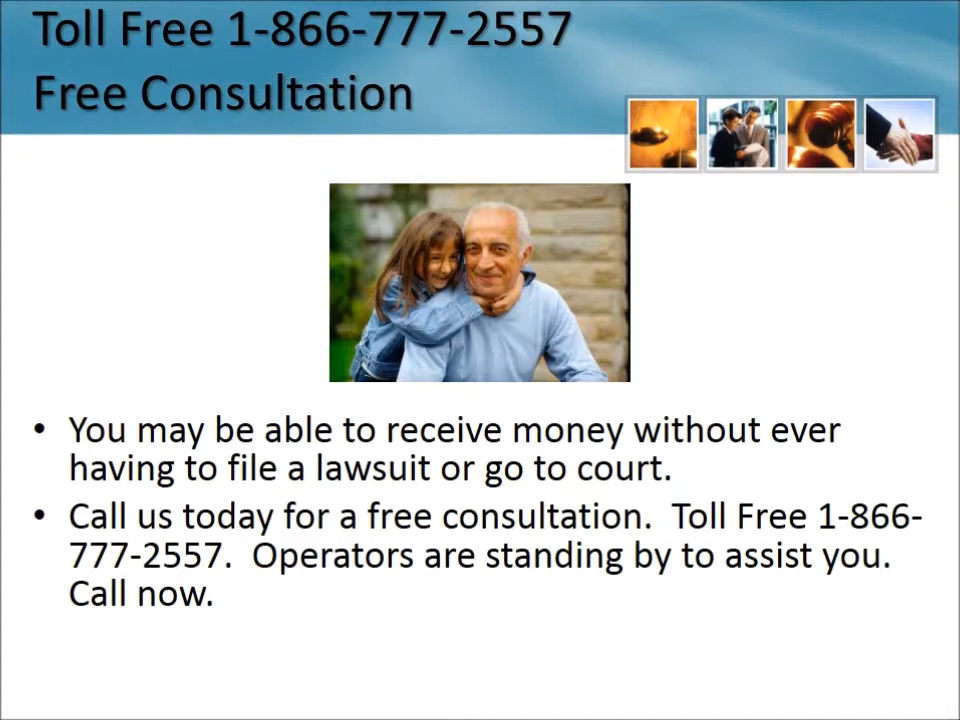 Toll Free 1-866-777-2557
Free Consultation
• You may be able to receive money without ever
having to file a lawsuit or go to court.
• Call us today for a free consultation.  Toll Free 1-866-
777-2557.  Operators are standing by to assist you.
Call now.